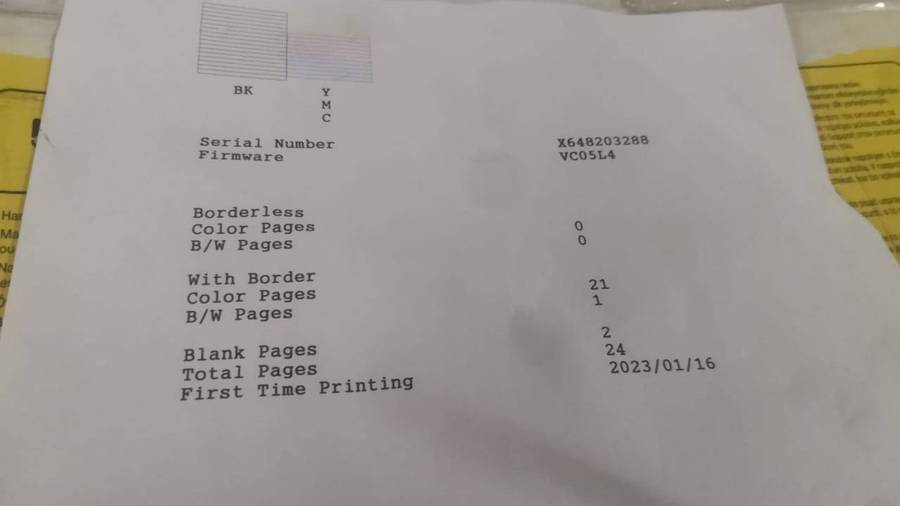 BK
Y
M
C
Serial Number X648203288
Firmware VC05L4
Borderless
Color Pages 0
B/W Pages 0
With Border
Color Pages 21
B/W Pages 1
Blank Pages 2
Total Pages 24
First Time Printing 2023/01/16